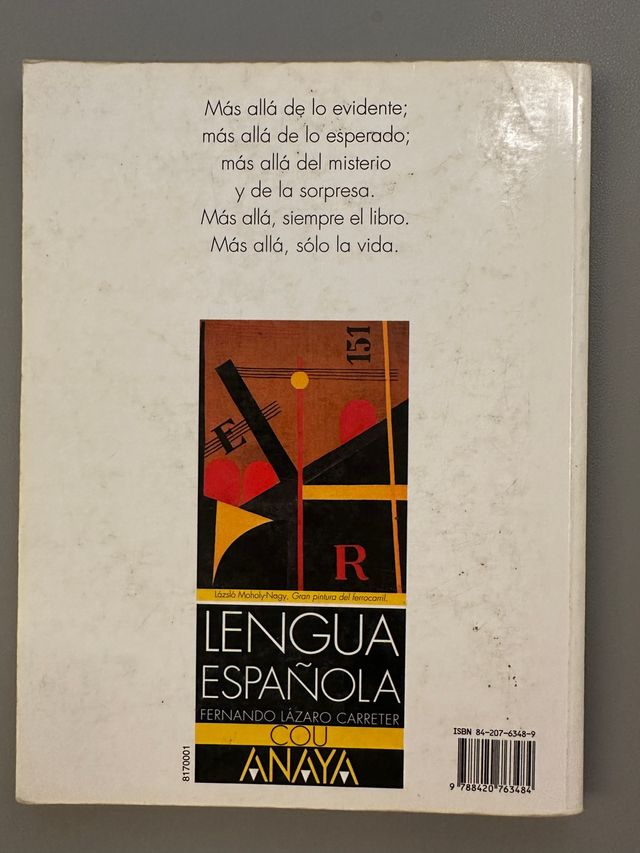 Más allá de lo evidente;
más allá de lo esperado;
más allá del misterio
y de la sorpresa.
Más allá, siempre el libro.
Más allá, sólo la vida.
151
E
R
Lázsló Moholy-Nagy. Gran pintura del ferrocarril.
LENGUA
ESPAÑOLA
FERNANDO LÁZARO CARRETER
COU
ANAYA
8170001
ISBN 84-207-6348-9
9 788420 763484